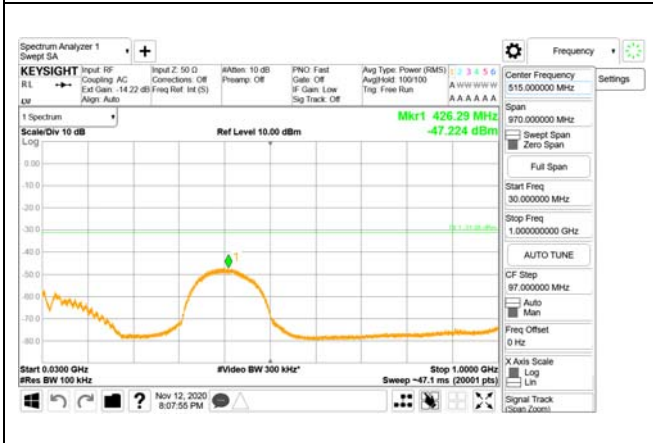 Spectrum Analyzer 1
Swept SA
+
Frequency
KEYSIGHT
Input: RF
Coupling: AC
Ext Gain: -14.22 dB
Align: Auto
Input Z: 50 Ω
Corrections: Off
Freq Ref: Int (S)
#Atten: 10 dB
Preamp: Off
PNO: Fast
Gate: Off
IF Gain: Low
Sig Track: Off
Avg Type: Power (RMS)
Avg|Hold: 100/100
Trig: Free Run
1 2 3 4 5 6
A W W W W W
A A A A A A
RL
1 Spectrum
Mkr1 426.29 MHz
-47.224 dBm
Scale/Div 10 dB
Ref Level 10.00 dBm
Log
0.00
-10.0
-20.0
-30.0
-40.0
-50.0
-60.0
-70.0
-80.0
1
Start 0.0300 GHz
#Video BW 300 kHz*
Stop 1.0000 GHz
#Res BW 100 kHz
Sweep ~47.1 ms (20001 pts)
Center Frequency
515.000000 MHz
Settings
Span
970.000000 MHz
Swept Span
Zero Span
Full Span
Start Freq
30.000000 MHz
Stop Freq
1.000000000 GHz
AUTO TUNE
CF Step
97.000000 MHz
Auto
Man
Freq Offset
0 Hz
X Axis Scale
Log
Lin
Signal Track
(Span Zoom)
?
Nov 12, 2020
8:07:55 PM